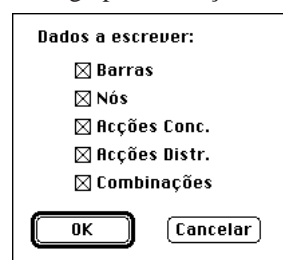 Dados a escrever:
Barras
Nós
Acções Conc.
Acções Distr.
Combinações
OK
Cancelar